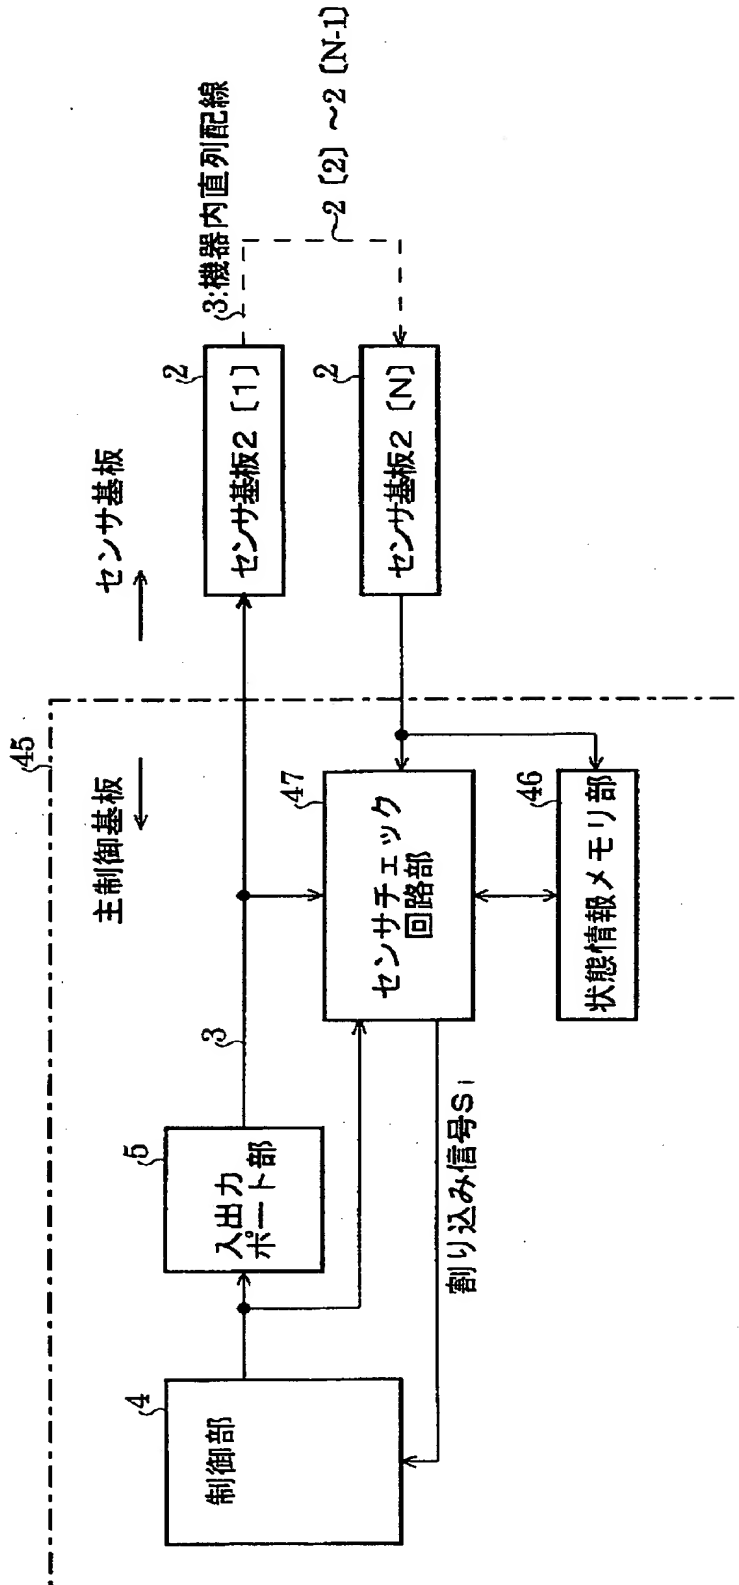 45
主制御基板
センサ基板
4
制御部
5
入出力
ポート部
3
2
センサ基板2〔1〕
3:機器内直列配線
2〔2〕~2〔N-1〕
47
センサチェック
回路部
2
センサ基板2〔N〕
割り込み信号Si
46
状態情報メモリ部